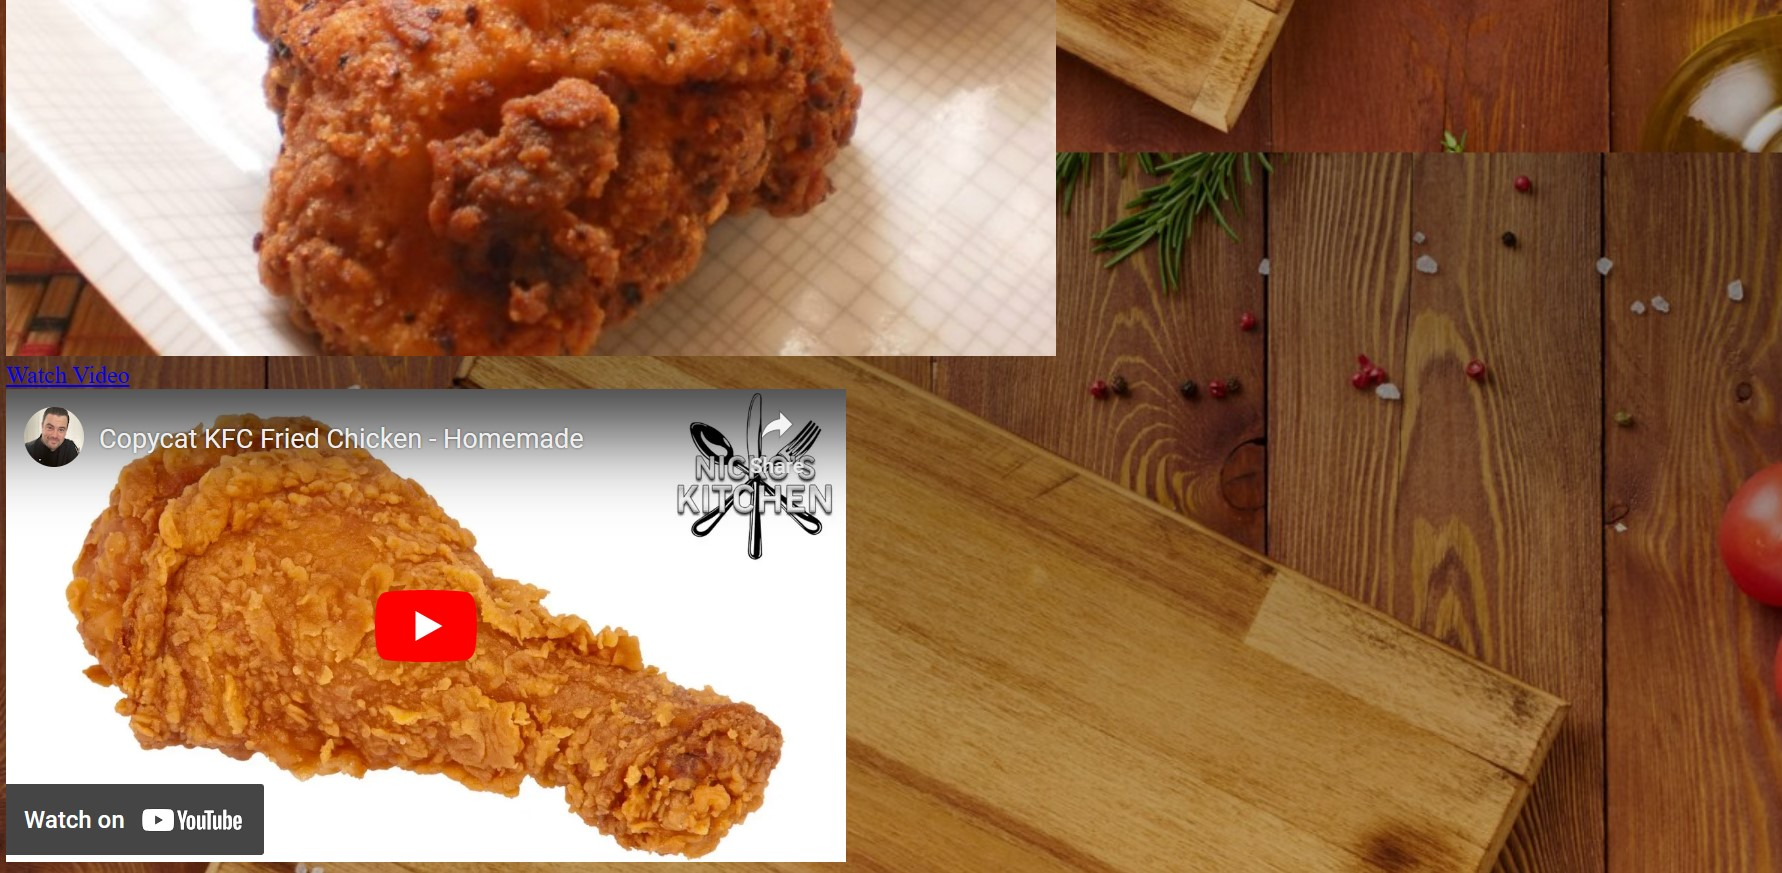 Watch Video
Copycat KFC Fried Chicken - Homemade
Share
NICKO'S
KITCHEN
Watch on YouTube